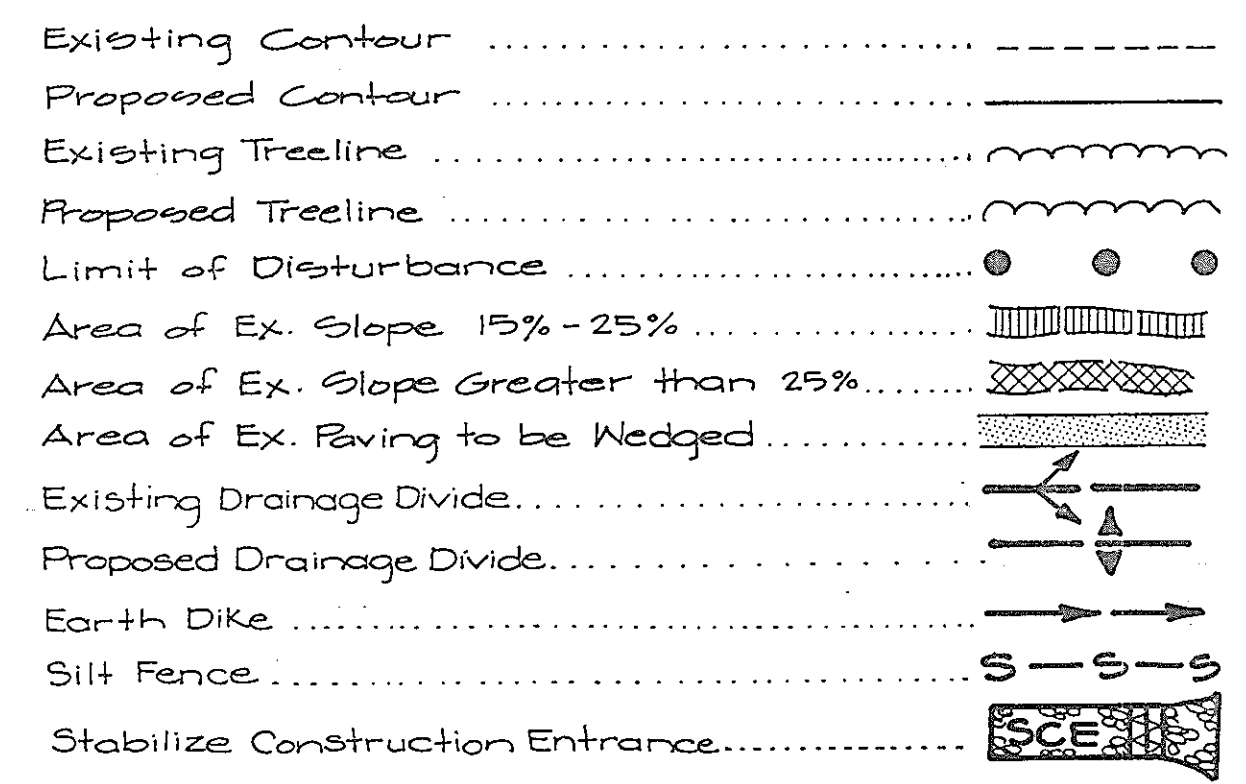 Existing Contour
Proposed Contour
Existing Treeline
Proposed Treeline
Limit of Disturbance
Area of Ex. Slope 15%-25%
Area of Ex. Slope Greater than 25%
Area of Ex. Paving to be Wedged
Existing Drainage Divide
Proposed Drainage Divide
Earth Dike
Silt Fence S S S
Stabilize Construction Entrance SCE